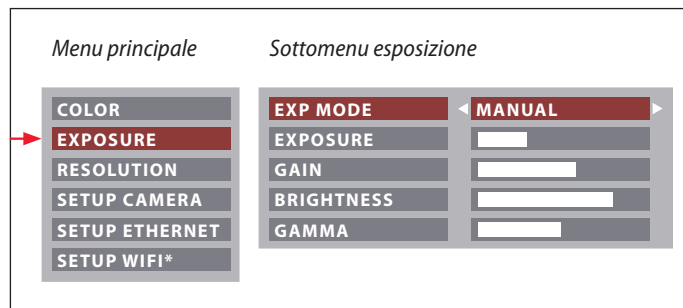 Menu principale
Sottomenu esposizione
COLOR
EXPOSURE
RESOLUTION
SETUP CAMERA
SETUP ETHERNET
SETUP WIFI*
EXP MODE
MANUAL
EXPOSURE
GAIN
BRIGHTNESS
GAMMA